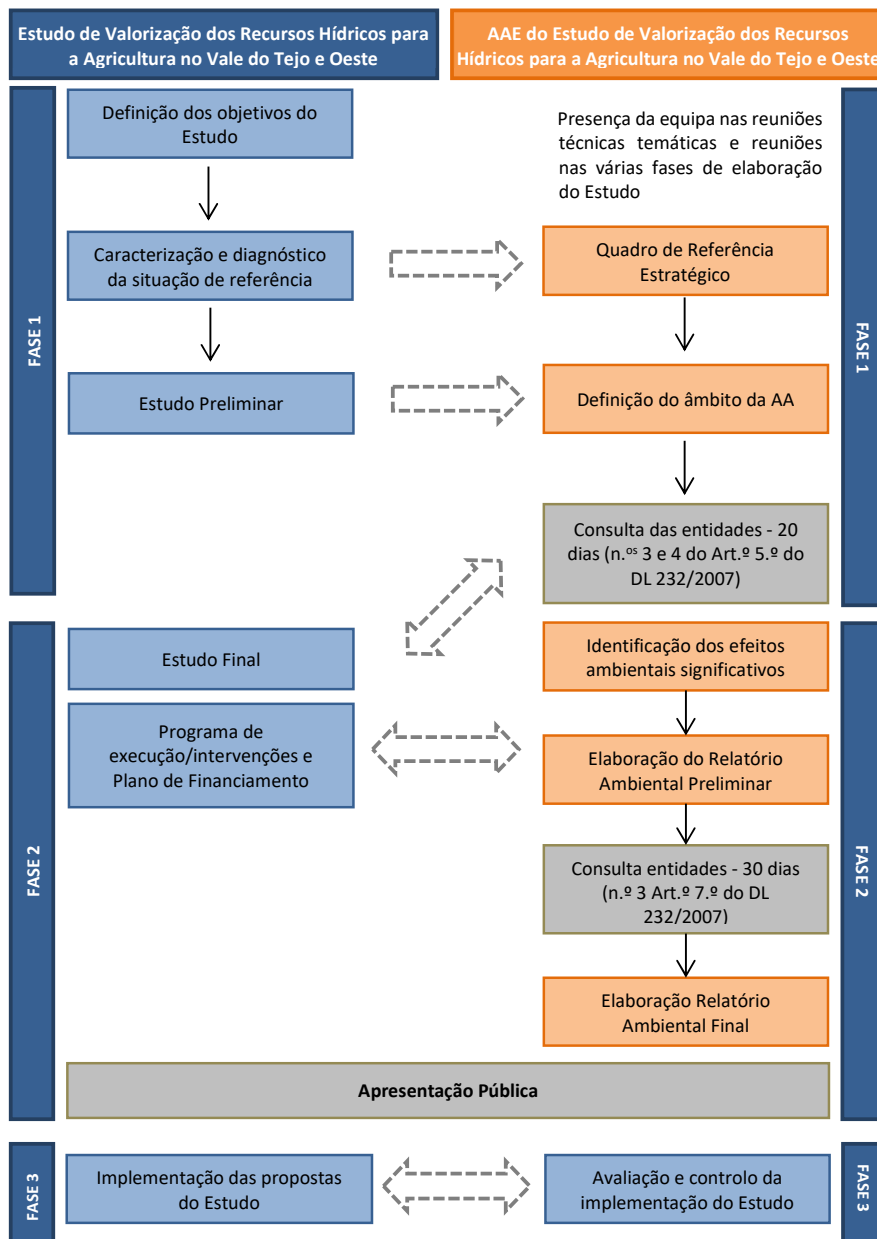 Estudo de Valorização dos Recursos Hídricos para
a Agricultura no Vale do Tejo e Oeste
AAE do Estudo de Valorização dos Recursos
Hídricos para a Agricultura no Vale do Tejo e Oeste
FASE 1
Definição dos objetivos do
Estudo
Presença da equipa nas reuniões
técnicas temáticas e reuniões
nas várias fases de elaboração
do Estudo
FASE 1
Caracterização e diagnóstico
da situação de referência
Quadro de Referência
Estratégico
Estudo Preliminar
Definição do âmbito da AA
Consulta das entidades - 20
dias (n.ºs 3 e 4 do Art.º 5.º do
DL 232/2007)
FASE 2
Estudo Final
Identificação dos efeitos
ambientais significativos
FASE 2
Programa de
execução/intervenções e
Plano de Financiamento
Elaboração do Relatório
Ambiental Preliminar
Consulta entidades - 30 dias
(n.º 3 Art.º 7.º do DL
232/2007)
Elaboração Relatório
Ambiental Final
Apresentação Pública
FASE 3
Implementação das propostas
do Estudo
Avaliação e controlo da
implementação do Estudo
FASE 3